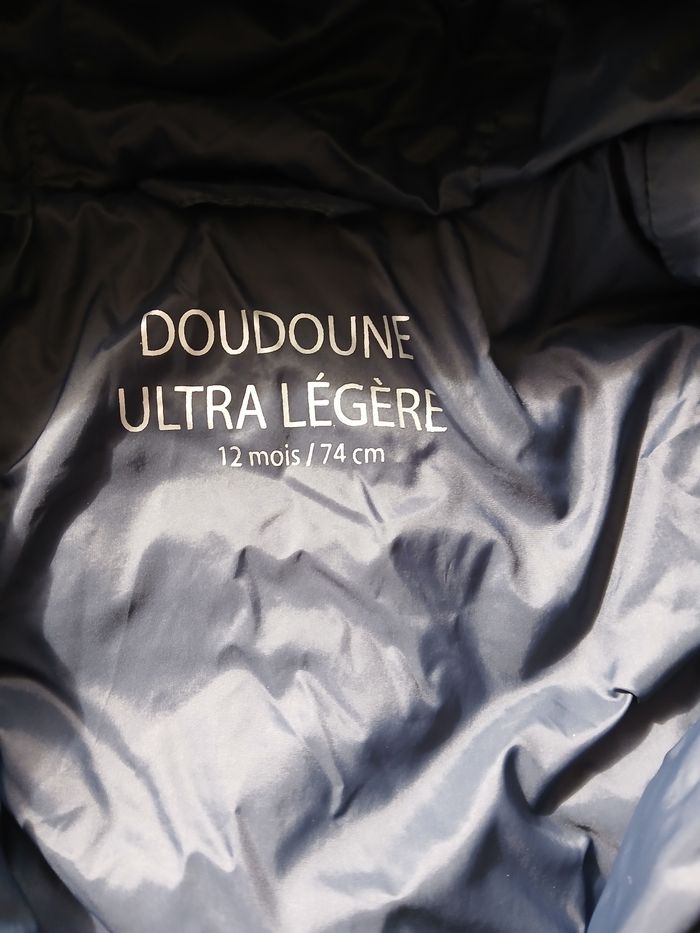 DOUDOUNE
ULTRA LÉGÈRE
12 mois / 74 cm